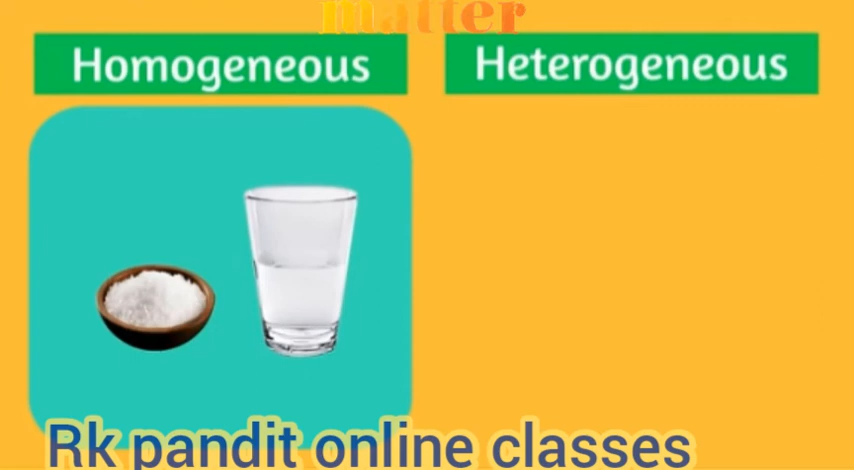 matter
Homogeneous
Heterogeneous
Rk pandit online classes